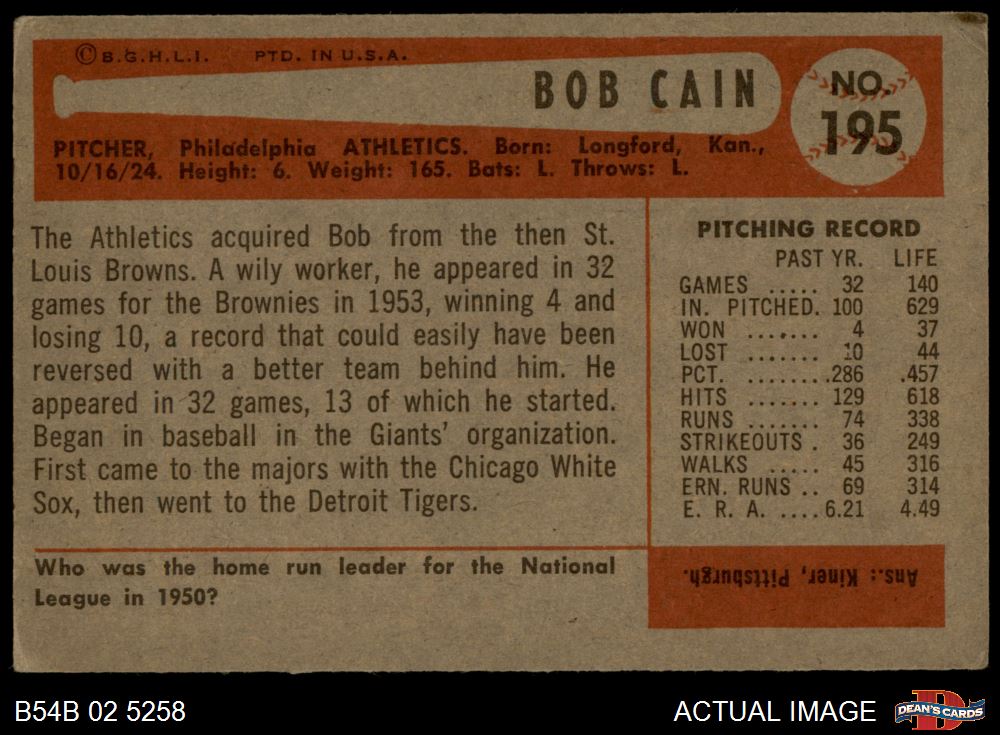 © B.G.H.L.I. PTD. IN U.S.A.
BOB CAIN
NO. 195
PITCHER, Philadelphia ATHLETICS. Born: Longford, Kan.,
10/16/24. Height: 6. Weight: 165. Bats: L. Throws: L.
The Athletics acquired Bob from the then St.
Louis Browns. A wily worker, he appeared in 32
games for the Brownies in 1953, winning 4 and
losing 10, a record that could easily have been
reversed with a better team behind him. He
appeared in 32 games, 13 of which he started.
Began in baseball in the Giants' organization.
First came to the majors with the Chicago White
Sox, then went to the Detroit Tigers.
PITCHING RECORD
PAST YR. LIFE
GAMES ..... 32 140
IN. PITCHED. 100 629
WON ....... 4 37
LOST ....... 10 44
PCT. ........286 .457
HITS ....... 129 618
RUNS ....... 74 338
STRIKEOUTS . 36 249
WALKS ..... 45 316
ERN. RUNS .. 69 314
E. R. A. ....6.21 4.49
Who was the home run leader for the National
League in 1950?
Ans.: Kiner, Pittsburgh.
B54B 02 5258
ACTUAL IMAGE
DEAN'S CARDS